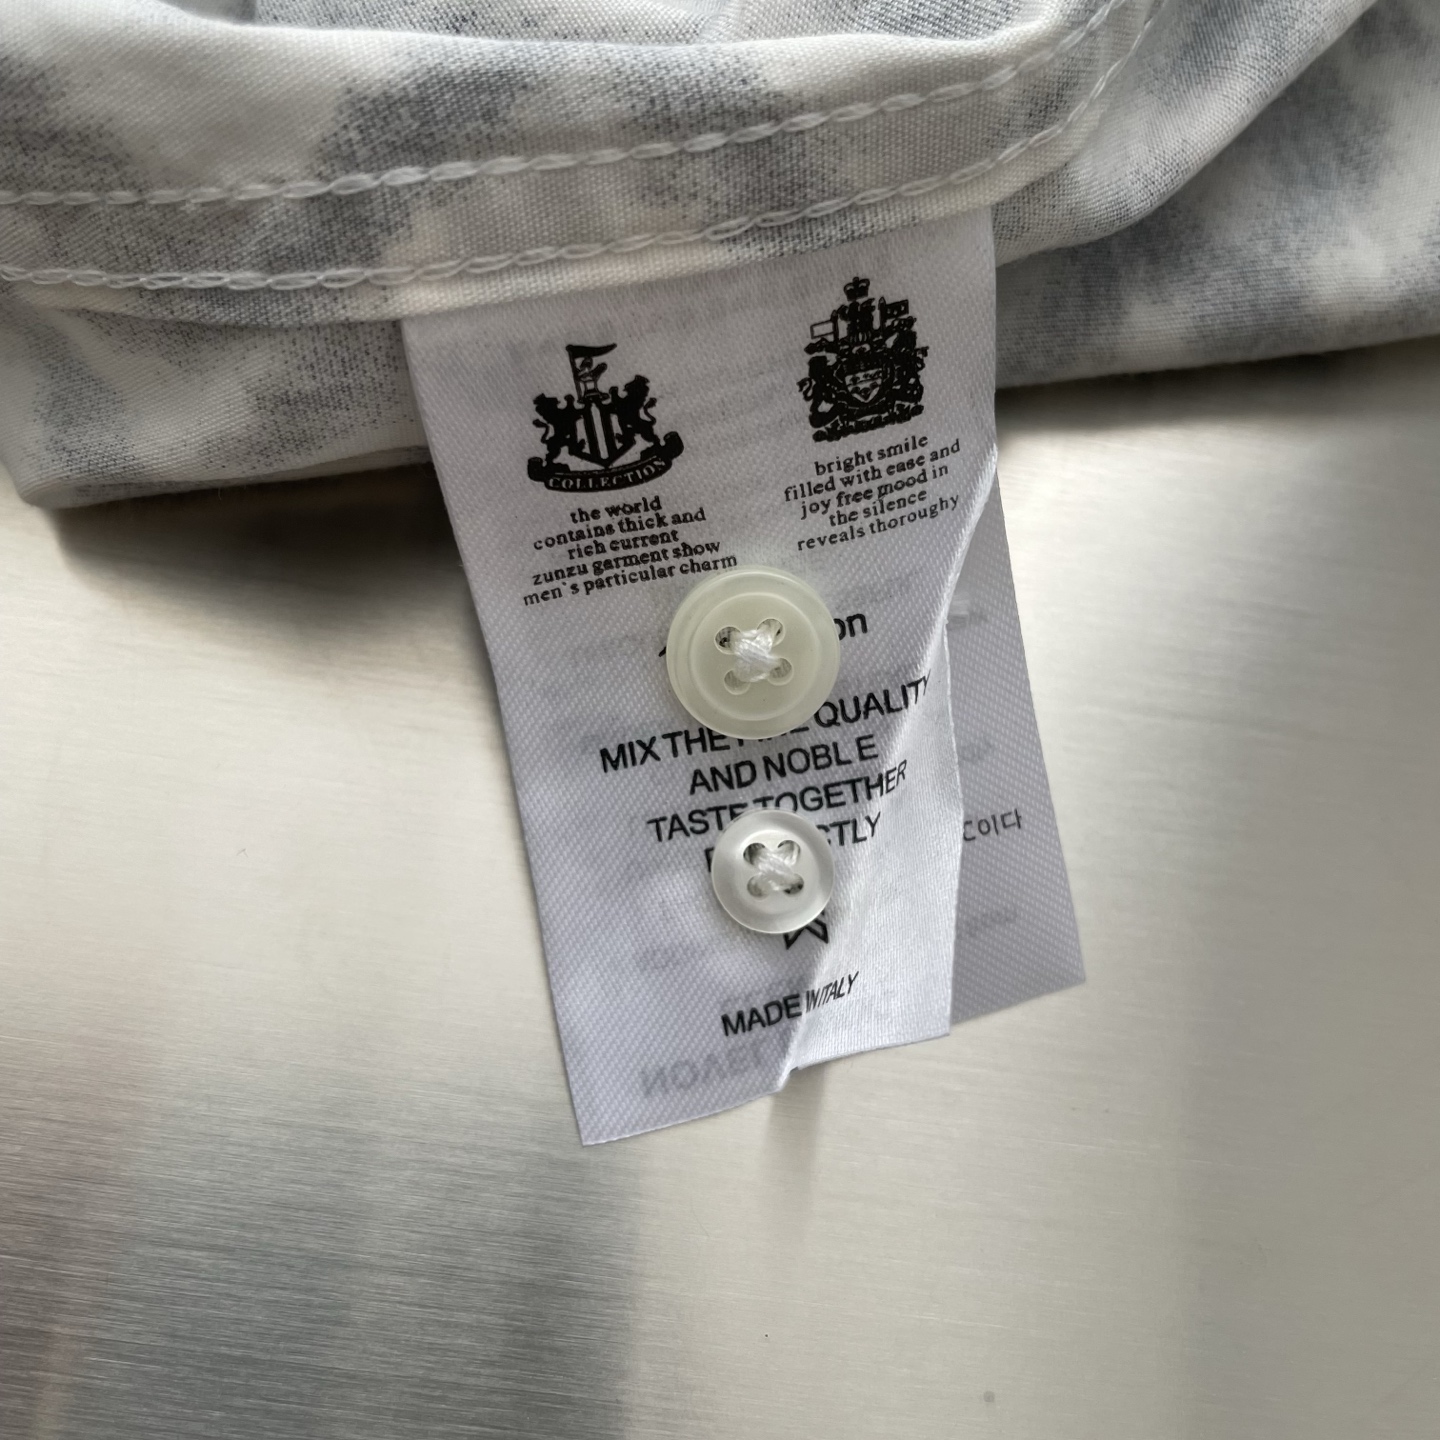 COLLECTION
the world
contains thick and
rich current
zunzu garment show
men`s particular charm
bright smile
filled with ease and
joy free mood in
the silence
reveals thoroughy
MIX THE QUALITY
AND NOBLE
TASTE TOGETHER
MADE IN ITALY
이다